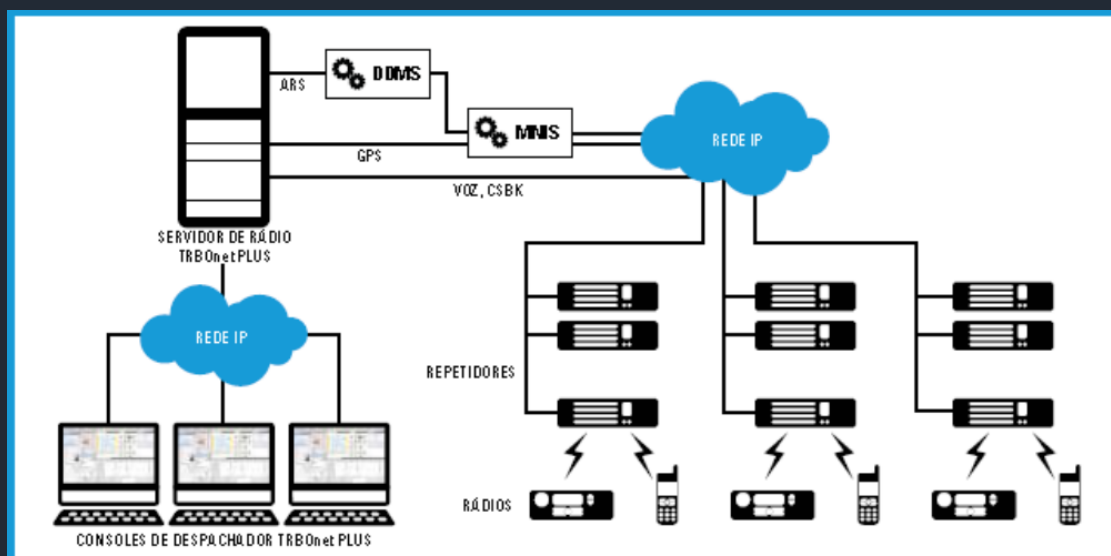 ARS
DDMS
MNIS
GPS
VOZ, CSBK
REDE IP
SERVIDOR DE RÁDIO
TRBOnet PLUS
REDE IP
REPETIDORES
RÁDIOS
CONSOLES DE DESPACHADOR TRBOnet PLUS